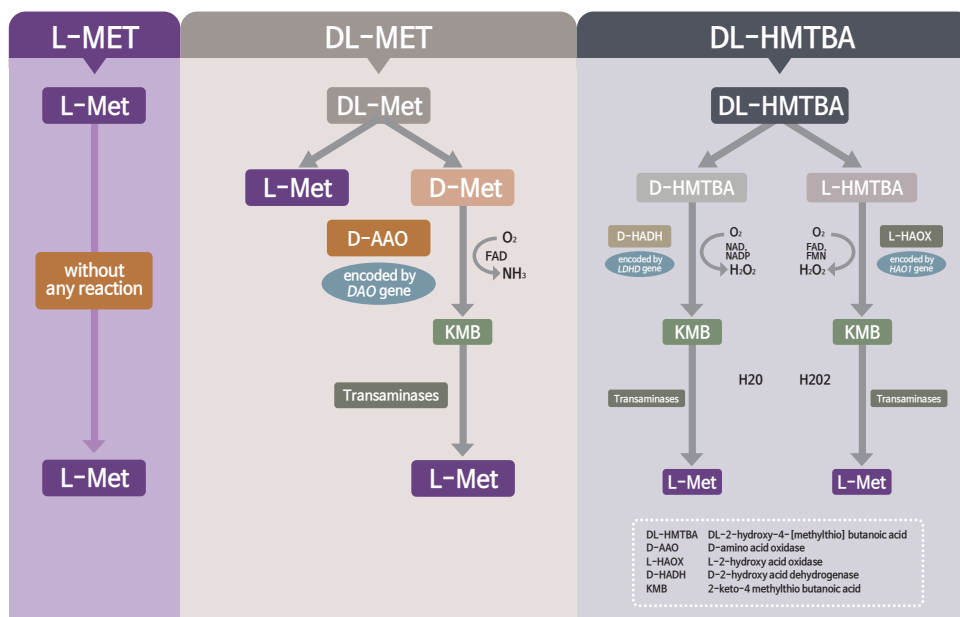 L-MET
L-Met
without
any reaction
L-Met
DL-MET
DL-Met
L-Met
D-Met
D-AAO
encoded by
DAO gene
O₂
FAD
NH₃
KMB
Transaminases
L-Met
DL-HMTBA
DL-HMTBA
D-HMTBA
L-HMTBA
D-HADH
encoded by
LDHD gene
O₂
NAD,
NADP
H₂O₂
O₂
FAD,
FMN
H₂O₂
L-HAOX
encoded by
HAO1 gene
KMB
KMB
H20
H202
Transaminases
Transaminases
L-Met
L-Met
DL-HMTBA DL-2-hydroxy-4-[methylthio] butanoic acid
D-AAO D-amino acid oxidase
L-HAOX L-2-hydroxy acid oxidase
D-HADH D-2-hydroxy acid dehydrogenase
KMB 2-keto-4 methylthio butanoic acid